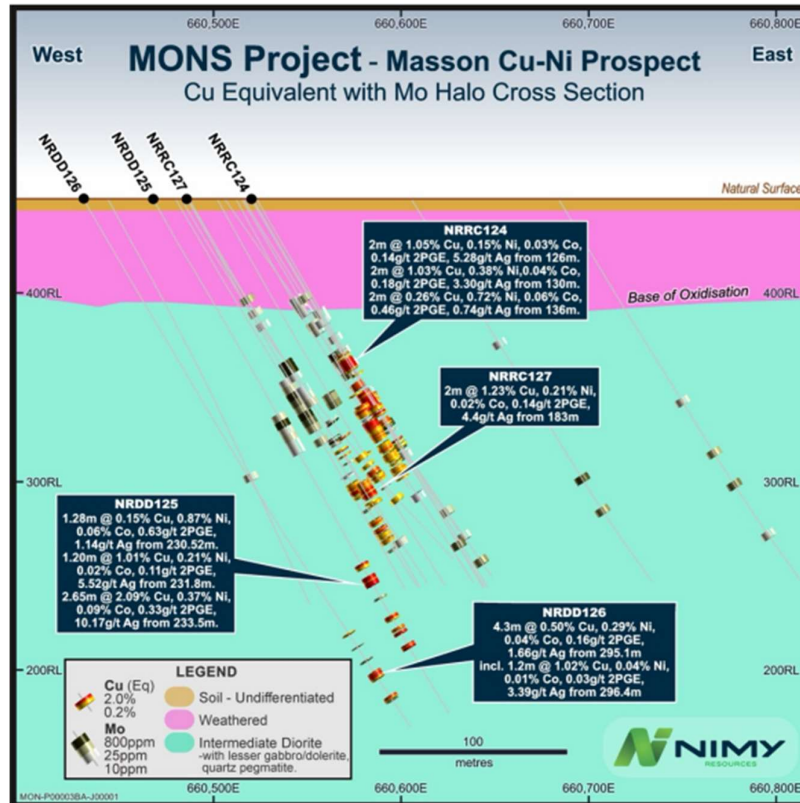 660,500E 660,600E 660,700E 660,800E
West
MONS Project - Masson Cu-Ni Prospect
East
Cu Equivalent with Mo Halo Cross Section
NRDD126
NRDD125
NRRC127
NRRC124
Natural Surface
NRRC124
2m @ 1.05% Cu, 0.15% Ni, 0.03% Co,
0.14g/t 2PGE, 5.28g/t Ag from 126m.
2m @ 1.03% Cu, 0.38% Ni,0.04% Co,
0.18g/t 2PGE, 3.30g/t Ag from 130m.
2m @ 0.26% Cu, 0.72% Ni, 0.06% Co,
0.46g/t 2PGE, 0.74g/t Ag from 136m.
400RL
Base of Oxidisation
400RL
NRRC127
2m @ 1.23% Cu, 0.21% Ni,
0.02% Co, 0.14g/t 2PGE,
4.4g/t Ag from 183m
300RL
300RL
NRDD125
1.28m @ 0.15% Cu, 0.87% Ni,
0.06% Co, 0.63g/t 2PGE,
1.14g/t Ag from 230.52m.
1.20m @ 1.01% Cu, 0.21% Ni,
0.02% Co, 0.11g/t 2PGE,
5.52g/t Ag from 231.8m.
2.65m @ 2.09% Cu, 0.37% Ni,
0.09% Co, 0.33g/t 2PGE,
10.17g/t Ag from 233.5m.
NRDD126
4.3m @ 0.50% Cu, 0.29% Ni,
0.04% Co, 0.16g/t 2PGE,
1.66g/t Ag from 295.1m
incl. 1.2m @ 1.02% Cu, 0.04% Ni,
0.01% Co, 0.03g/t 2PGE,
3.39g/t Ag from 296.4m
200RL
200RL
LEGEND
Cu (Eq)
2.0%
0.2%
Mo
800ppm
25ppm
10ppm
Soil - Undifferentiated
Weathered
Intermediate Diorite
-with lesser gabbro/dolerite,
quartz pegmatite.
100
metres
NIMY
RESOURCES
MON-P00003BA-J00001
660,500E 660,600E 660,700E 660,800E